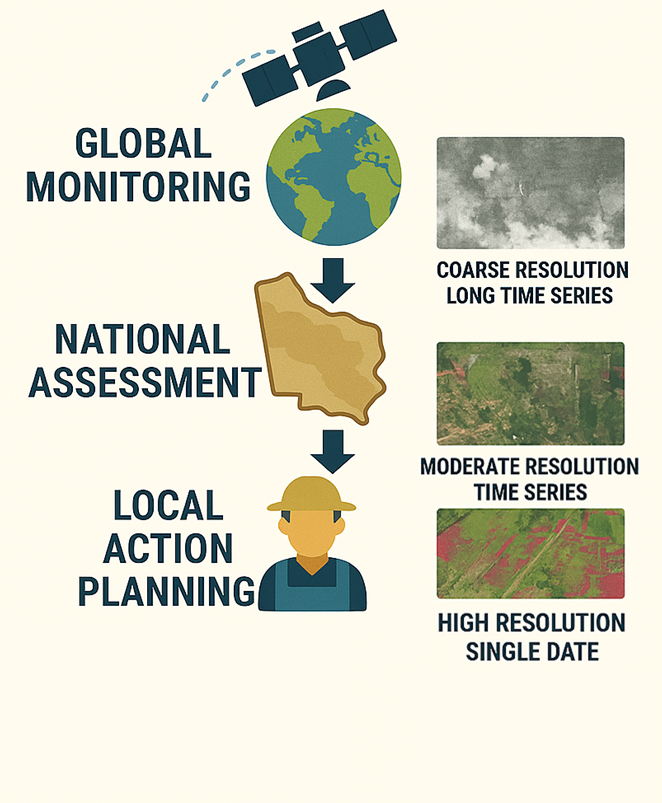 GLOBAL
MONITORING
COARSE RESOLUTION
LONG TIME SERIES
NATIONAL
ASSESSMENT
MODERATE RESOLUTION
TIME SERIES
LOCAL
ACTION
PLANNING
HIGH RESOLUTION
SINGLE DATE